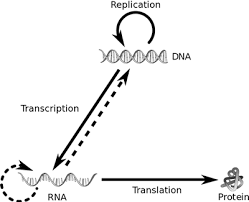 Replication
DNA
Transcription
RNA
Translation
Protein